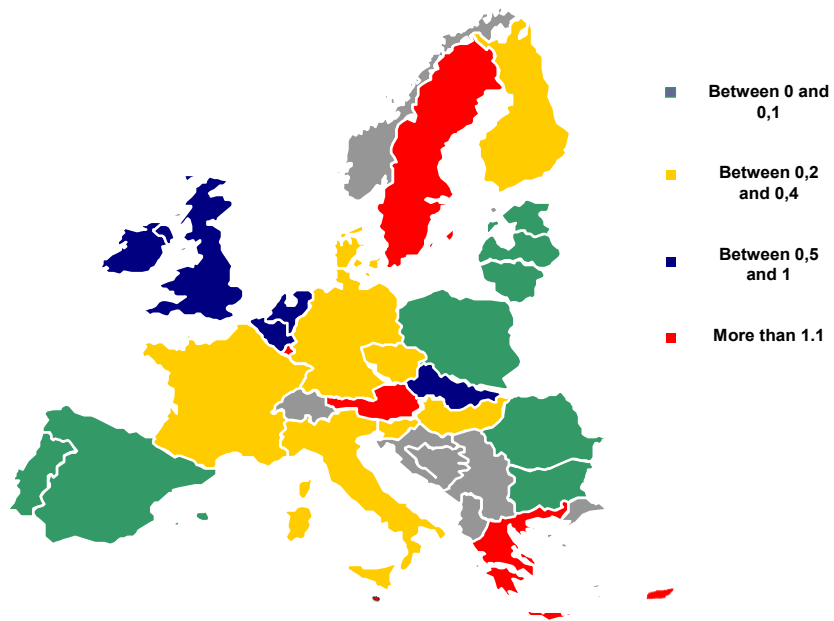 Between 0 and
0,1
Between 0,2
and 0,4
Between 0,5
and 1
More than 1.1